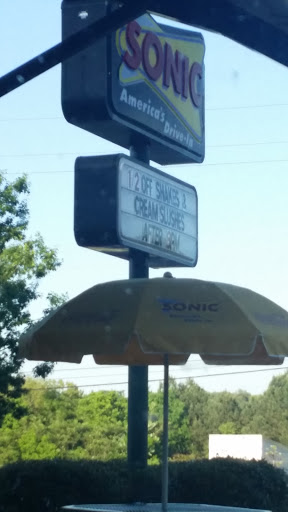 SONIC
America's
Drive-In
1 2 OFF SHAKES &
CREAM SLUSHES
AFTER 8PM
SONIC